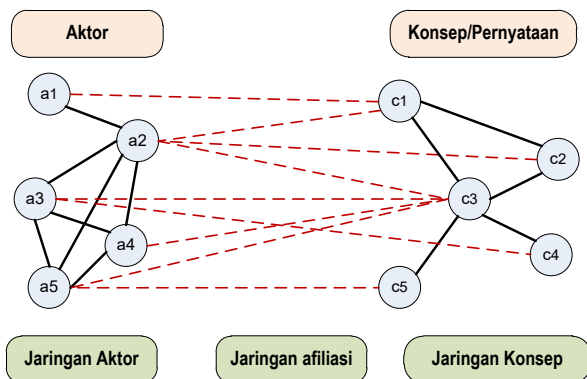 Aktor
Konsep/Pernyataan
a1
c1
a2
c2
a3
c3
a4
c4
a5
c5
Jaringan Aktor
Jaringan afiliasi
Jaringan Konsep